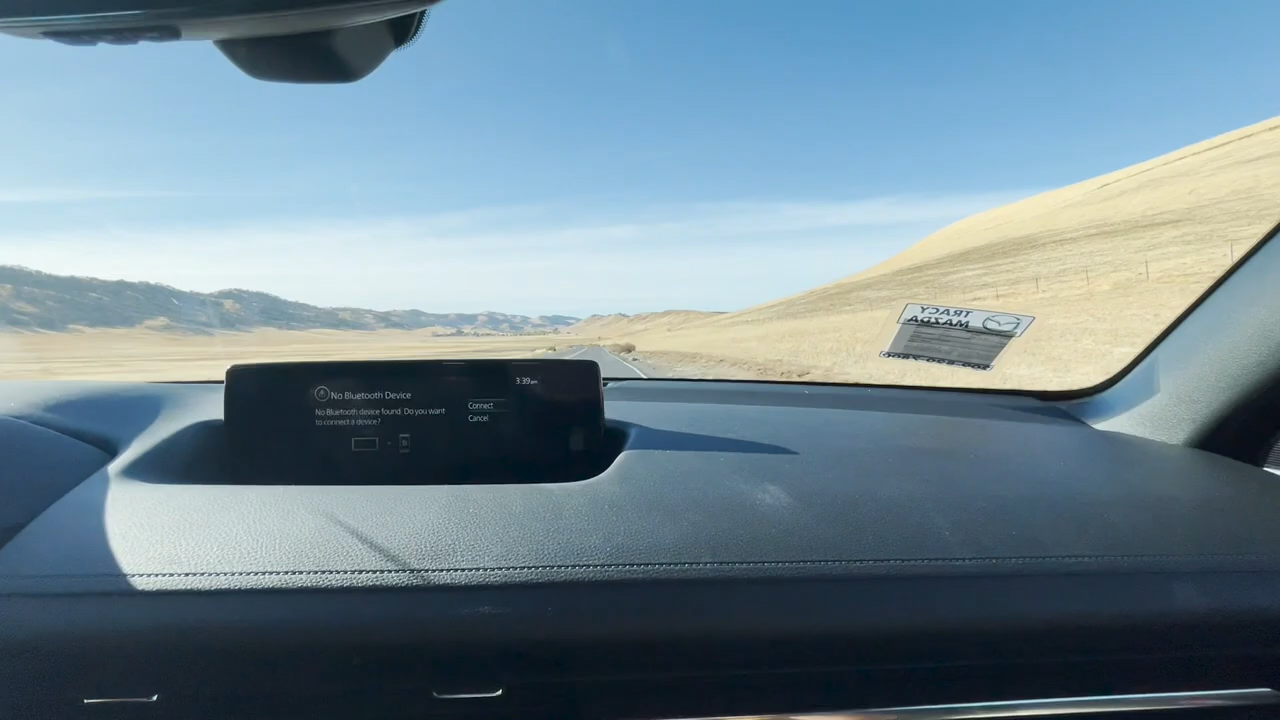 3:39pm
No Bluetooth Device
No Bluetooth device found. Do you want
to connect a device?
Connect
Cancel
TRACY
MAZDA